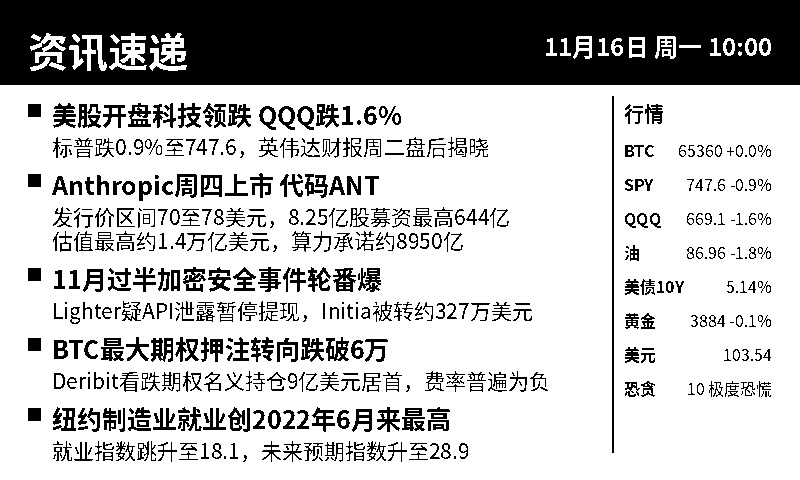 资讯速递
11月16日 周一 10:00
美股开盘科技领跌 QQQ跌1.6%
标普跌0.9%至747.6，英伟达财报周二盘后揭晓
Anthropic周四上市 代码ANT
发行价区间70至78美元，8.25亿股募资最高644亿
估值最高约1.4万亿美元，算力承诺约8950亿
11月过半加密安全事件轮番爆
Lighter疑API泄露暂停提现，Initia被转约327万美元
BTC最大期权押注转向跌破6万
Deribit看跌期权名义持仓9亿美元居首，费率普遍为负
纽约制造业就业创2022年6月来最高
就业指数跳升至18.1，未来预期指数升至28.9
行情
BTC 65360 +0.0%
SPY 747.6 -0.9%
QQQ 669.1 -1.6%
油 86.96 -1.8%
美债10Y 5.14%
黄金 3884 -0.1%
美元 103.54
恐贪 10 极度恐慌